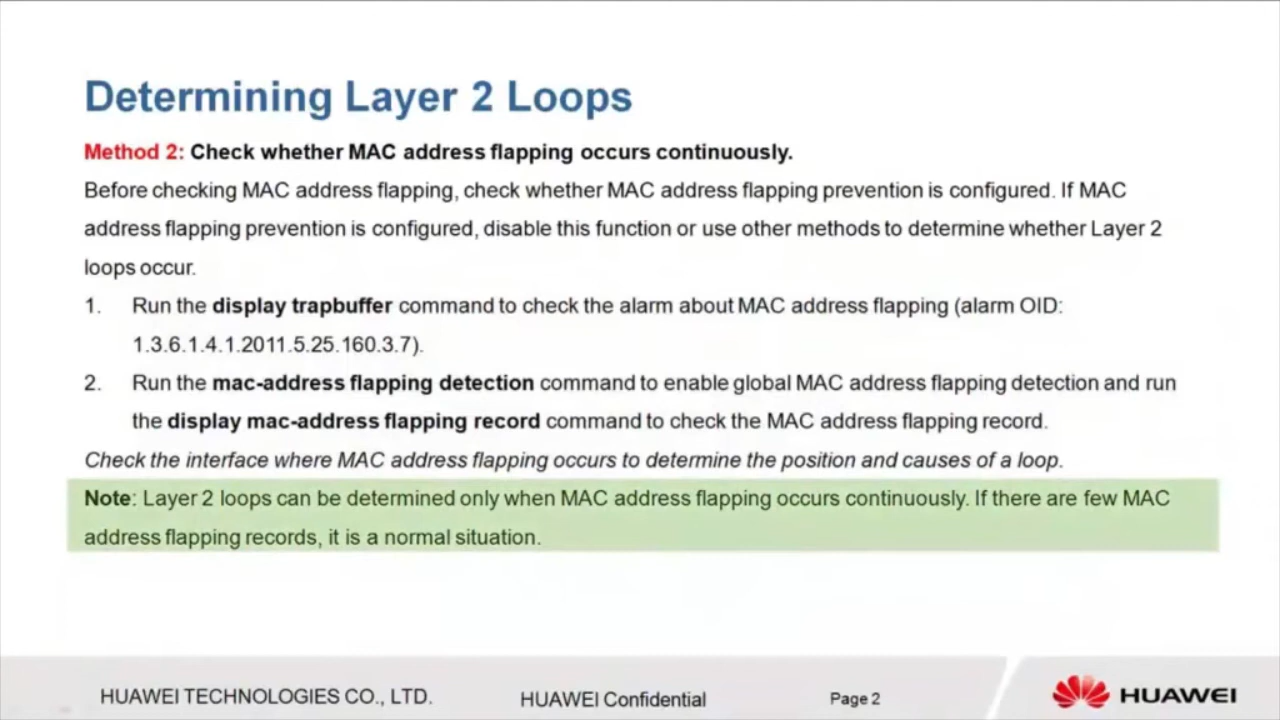 Determining Layer 2 Loops
Method 2: Check whether MAC address flapping occurs continuously.
Before checking MAC address flapping, check whether MAC address flapping prevention is configured. If MAC
address flapping prevention is configured, disable this function or use other methods to determine whether Layer 2
loops occur.
1. Run the display trapbuffer command to check the alarm about MAC address flapping (alarm OID:
1.3.6.1.4.1.2011.5.25.160.3.7).
2. Run the mac-address flapping detection command to enable global MAC address flapping detection and run
the display mac-address flapping record command to check the MAC address flapping record.
Check the interface where MAC address flapping occurs to determine the position and causes of a loop.
Note: Layer 2 loops can be determined only when MAC address flapping occurs continuously. If there are few MAC
address flapping records, it is a normal situation.
HUAWEI TECHNOLOGIES CO., LTD. HUAWEI Confidential Page 2 HUAWEI